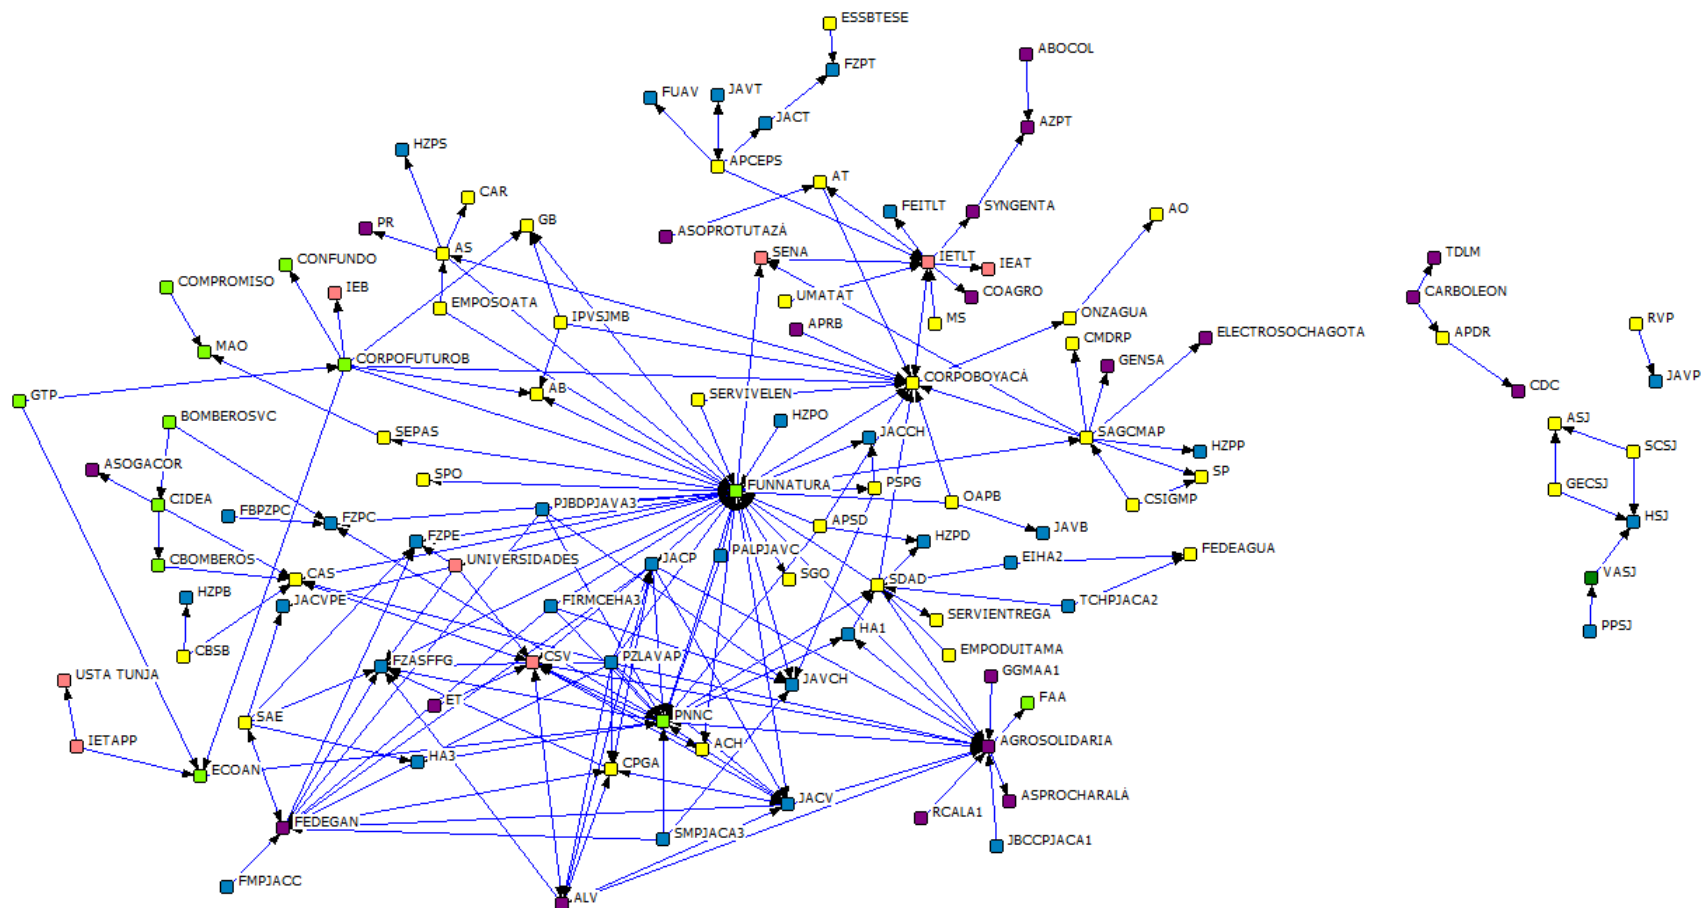 ESSBTESE
ABOCOL
FZPT
FUAV
JAVT
JACT
AZPT
HZPS
APCEPS
AT
CAR
FEITLT
SYNGENTA
AO
PR
GB
ASOPROTUTAZÁ
AS
SENA
IETLT
IEAT
TDLM
CONFUNDO
COMPROMISO
IEB
EMPOSOATA
IPVSJMB
UMATAT
COAGRO
CARBOLEON
APRB
MS
ONZAGUA
RVP
MAO
CORPOFUTUROB
CMDRP
ELECTROSOCHAGOTA
APDR
GENSA
CORPOBOYACÁ
JAVP
GTP
AB
SERVIVELEN
CDC
BOMBEROSVC
HZPO
ASJ
SEPAS
JACCH
SAGCMAP
HZPP
SCSJ
ASOGACOR
SPO
FUNNATURA
PSPG
SP
CIDEA
PJBDPJAVA3
OAPB
CSIGMP
GECSJ
FBPZPC
FZPC
APSD
JAVB
HSJ
FZPE
HZPD
FEDEAGUA
CBOMBEROS
UNIVERSIDADES
JACP
PALPJAVC
EIHA2
CAS
SGO
SDAD
VASJ
HZPB
JACVPE
FIRMCEHA3
SERVIENTREGA
TCHPJACA2
HA1
PPSJ
CBSB
FZASFFG
CSV
PZLAVAP
EMPODUITAMA
USTA TUNJA
JAVCH
GGMAA1
ET
FAA
SAE
PNNC
IETAPP
ACH
AGROSOLIDARIA
HA3
CPGA
ECOAN
JACV
ASPROCHARALÁ
FEDEGAN
RCALA1
SMPJACA3
JBCCPJACA1
FMPJACC
ALV